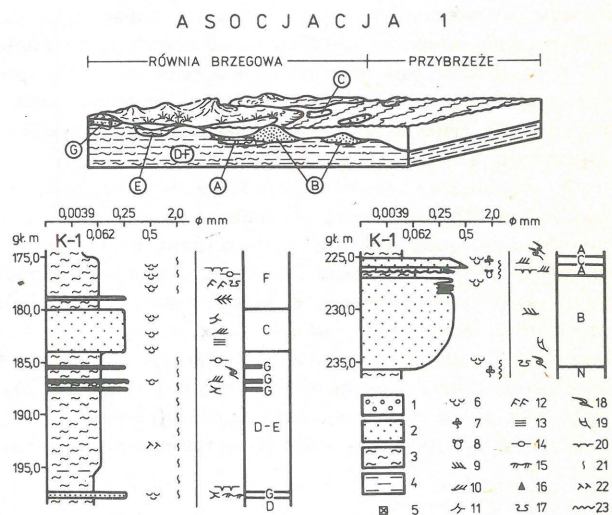 ASOCJACJA 1
RÓWNIA BRZEGOWA PRZYBRZEŻE
C
G E D-F A B
0,0039 0,25 2,0 ϕ mm
gł. m K-1 0,062 0,5
175,0
F
180,0
C
185,0
G
G
G
190,0
D-E
195,0
G
D
0,0039 0,25 2,0 ϕ mm
gł. m K-1 0,062 0,5
225,0
A
C
A
230,0
B
235,0
N
1 6 12 18
2 7 13 19
8 14 20
3 9 15 21
4 10 16 22
5 11 17 23